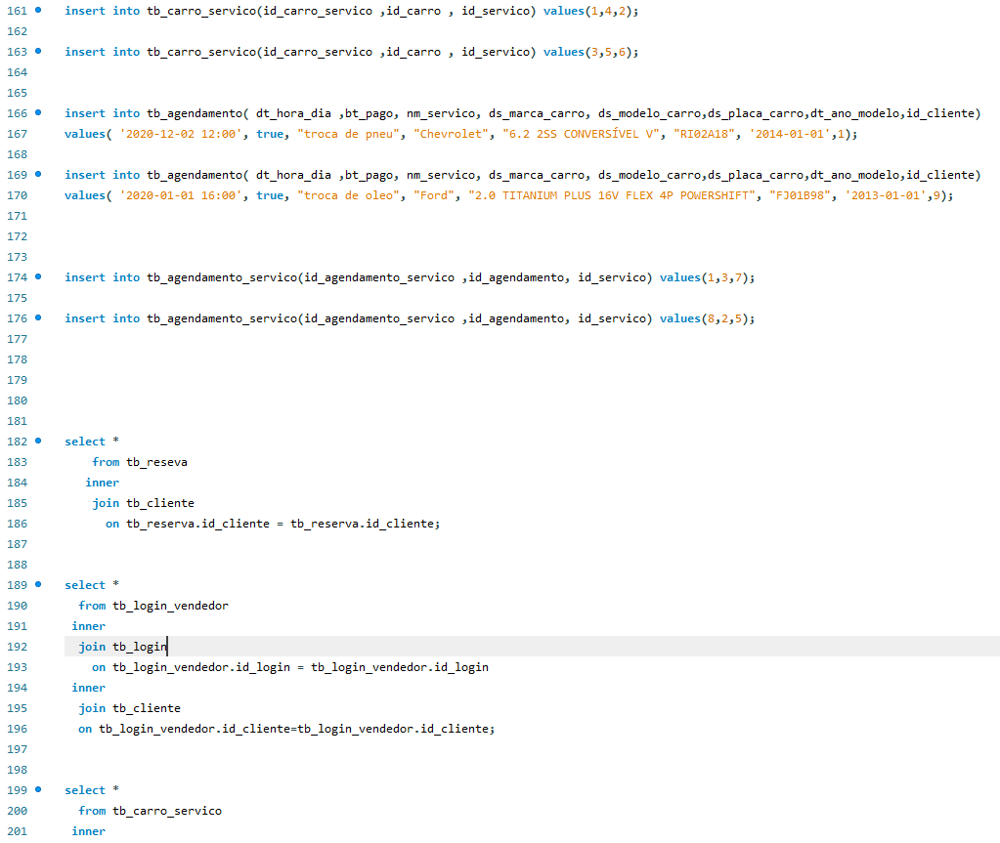 161 insert into tb_carro_servico(id_carro_servico ,id_carro , id_servico) values(1,4,2);
162
163 insert into tb_carro_servico(id_carro_servico ,id_carro , id_servico) values(3,5,6);
164
165
166 insert into tb_agendamento( dt_hora_dia ,bt_pago, nm_servico, ds_marca_carro, ds_modelo_carro,ds_placa_carro,dt_ano_modelo,id_cliente)
167 values( '2020-12-02 12:00', true, "troca de pneu", "Chevrolet", "6.2 2SS CONVERSÍVEL V", "RI02A18", '2014-01-01',1);
168
169 insert into tb_agendamento( dt_hora_dia ,bt_pago, nm_servico, ds_marca_carro, ds_modelo_carro,ds_placa_carro,dt_ano_modelo,id_cliente)
170 values( '2020-01-01 16:00', true, "troca de oleo", "Ford", "2.0 TITANIUM PLUS 16V FLEX 4P POWERSHIFT", "FJ01B98", '2013-01-01',9);
171
172
173
174 insert into tb_agendamento_servico(id_agendamento_servico ,id_agendamento, id_servico) values(1,3,7);
175
176 insert into tb_agendamento_servico(id_agendamento_servico ,id_agendamento, id_servico) values(8,2,5);
177
178
179
180
181
182 select *
183 from tb_reseva
184 inner
185 join tb_cliente
186 on tb_reserva.id_cliente = tb_reserva.id_cliente;
187
188
189 select *
190 from tb_login_vendedor
191 inner
192 join tb_login
193 on tb_login_vendedor.id_login = tb_login_vendedor.id_login
194 inner
195 join tb_cliente
196 on tb_login_vendedor.id_cliente=tb_login_vendedor.id_cliente;
197
198
199 select *
200 from tb_carro_servico
201 inner